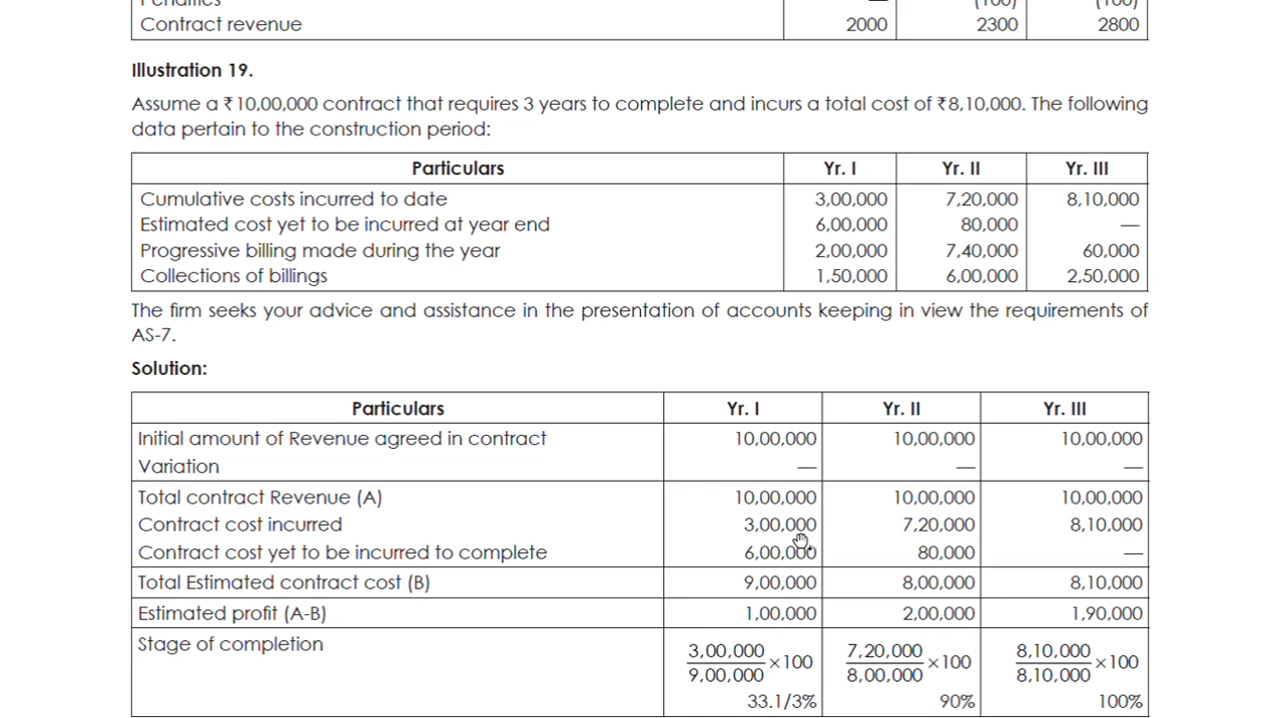 Penalties — (100) (100)
Contract revenue 2000 2300 2800
Illustration 19.
Assume a ₹ 10,00,000 contract that requires 3 years to complete and incurs a total cost of ₹8,10,000. The following
data pertain to the construction period:
Particulars Yr. I Yr. II Yr. III
Cumulative costs incurred to date 3,00,000 7,20,000 8,10,000
Estimated cost yet to be incurred at year end 6,00,000 80,000 —
Progressive billing made during the year 2,00,000 7,40,000 60,000
Collections of billings 1,50,000 6,00,000 2,50,000
The firm seeks your advice and assistance in the presentation of accounts keeping in view the requirements of
AS-7.
Solution:
Particulars Yr. I Yr. II Yr. III
Initial amount of Revenue agreed in contract 10,00,000 10,00,000 10,00,000
Variation — — —
Total contract Revenue (A) 10,00,000 10,00,000 10,00,000
Contract cost incurred 3,00,000 7,20,000 8,10,000
Contract cost yet to be incurred to complete 6,00,000 80,000 —
Total Estimated contract cost (B) 9,00,000 8,00,000 8,10,000
Estimated profit (A-B) 1,00,000 2,00,000 1,90,000
Stage of completion
3,00,000 7,20,000 8,10,000
×100 ×100 ×100
9,00,000 8,00,000 8,10,000
33.1/3% 90% 100%